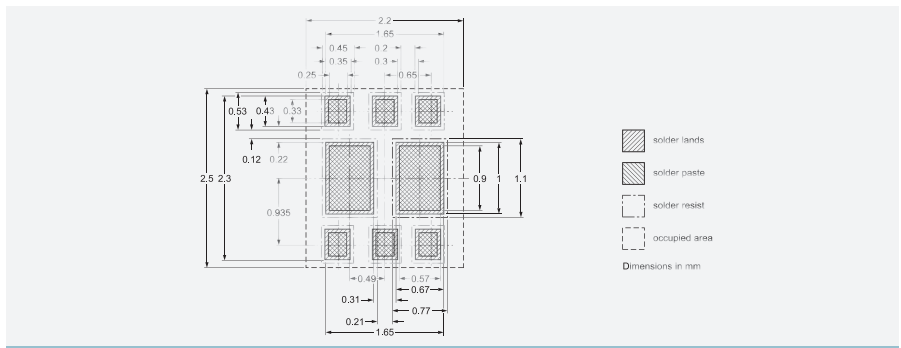 2.2
1.65
0.45 0.2
0.35 0.3
0.25 0.65
0.53 0.43 0.33
0.12 0.22
2.5 2.3 0.9 1 1.1
0.935
0.49 0.57
0.67
0.31
0.77
0.21
1.65
solder lands
solder paste
solder resist
occupied area
Dimensions in mm